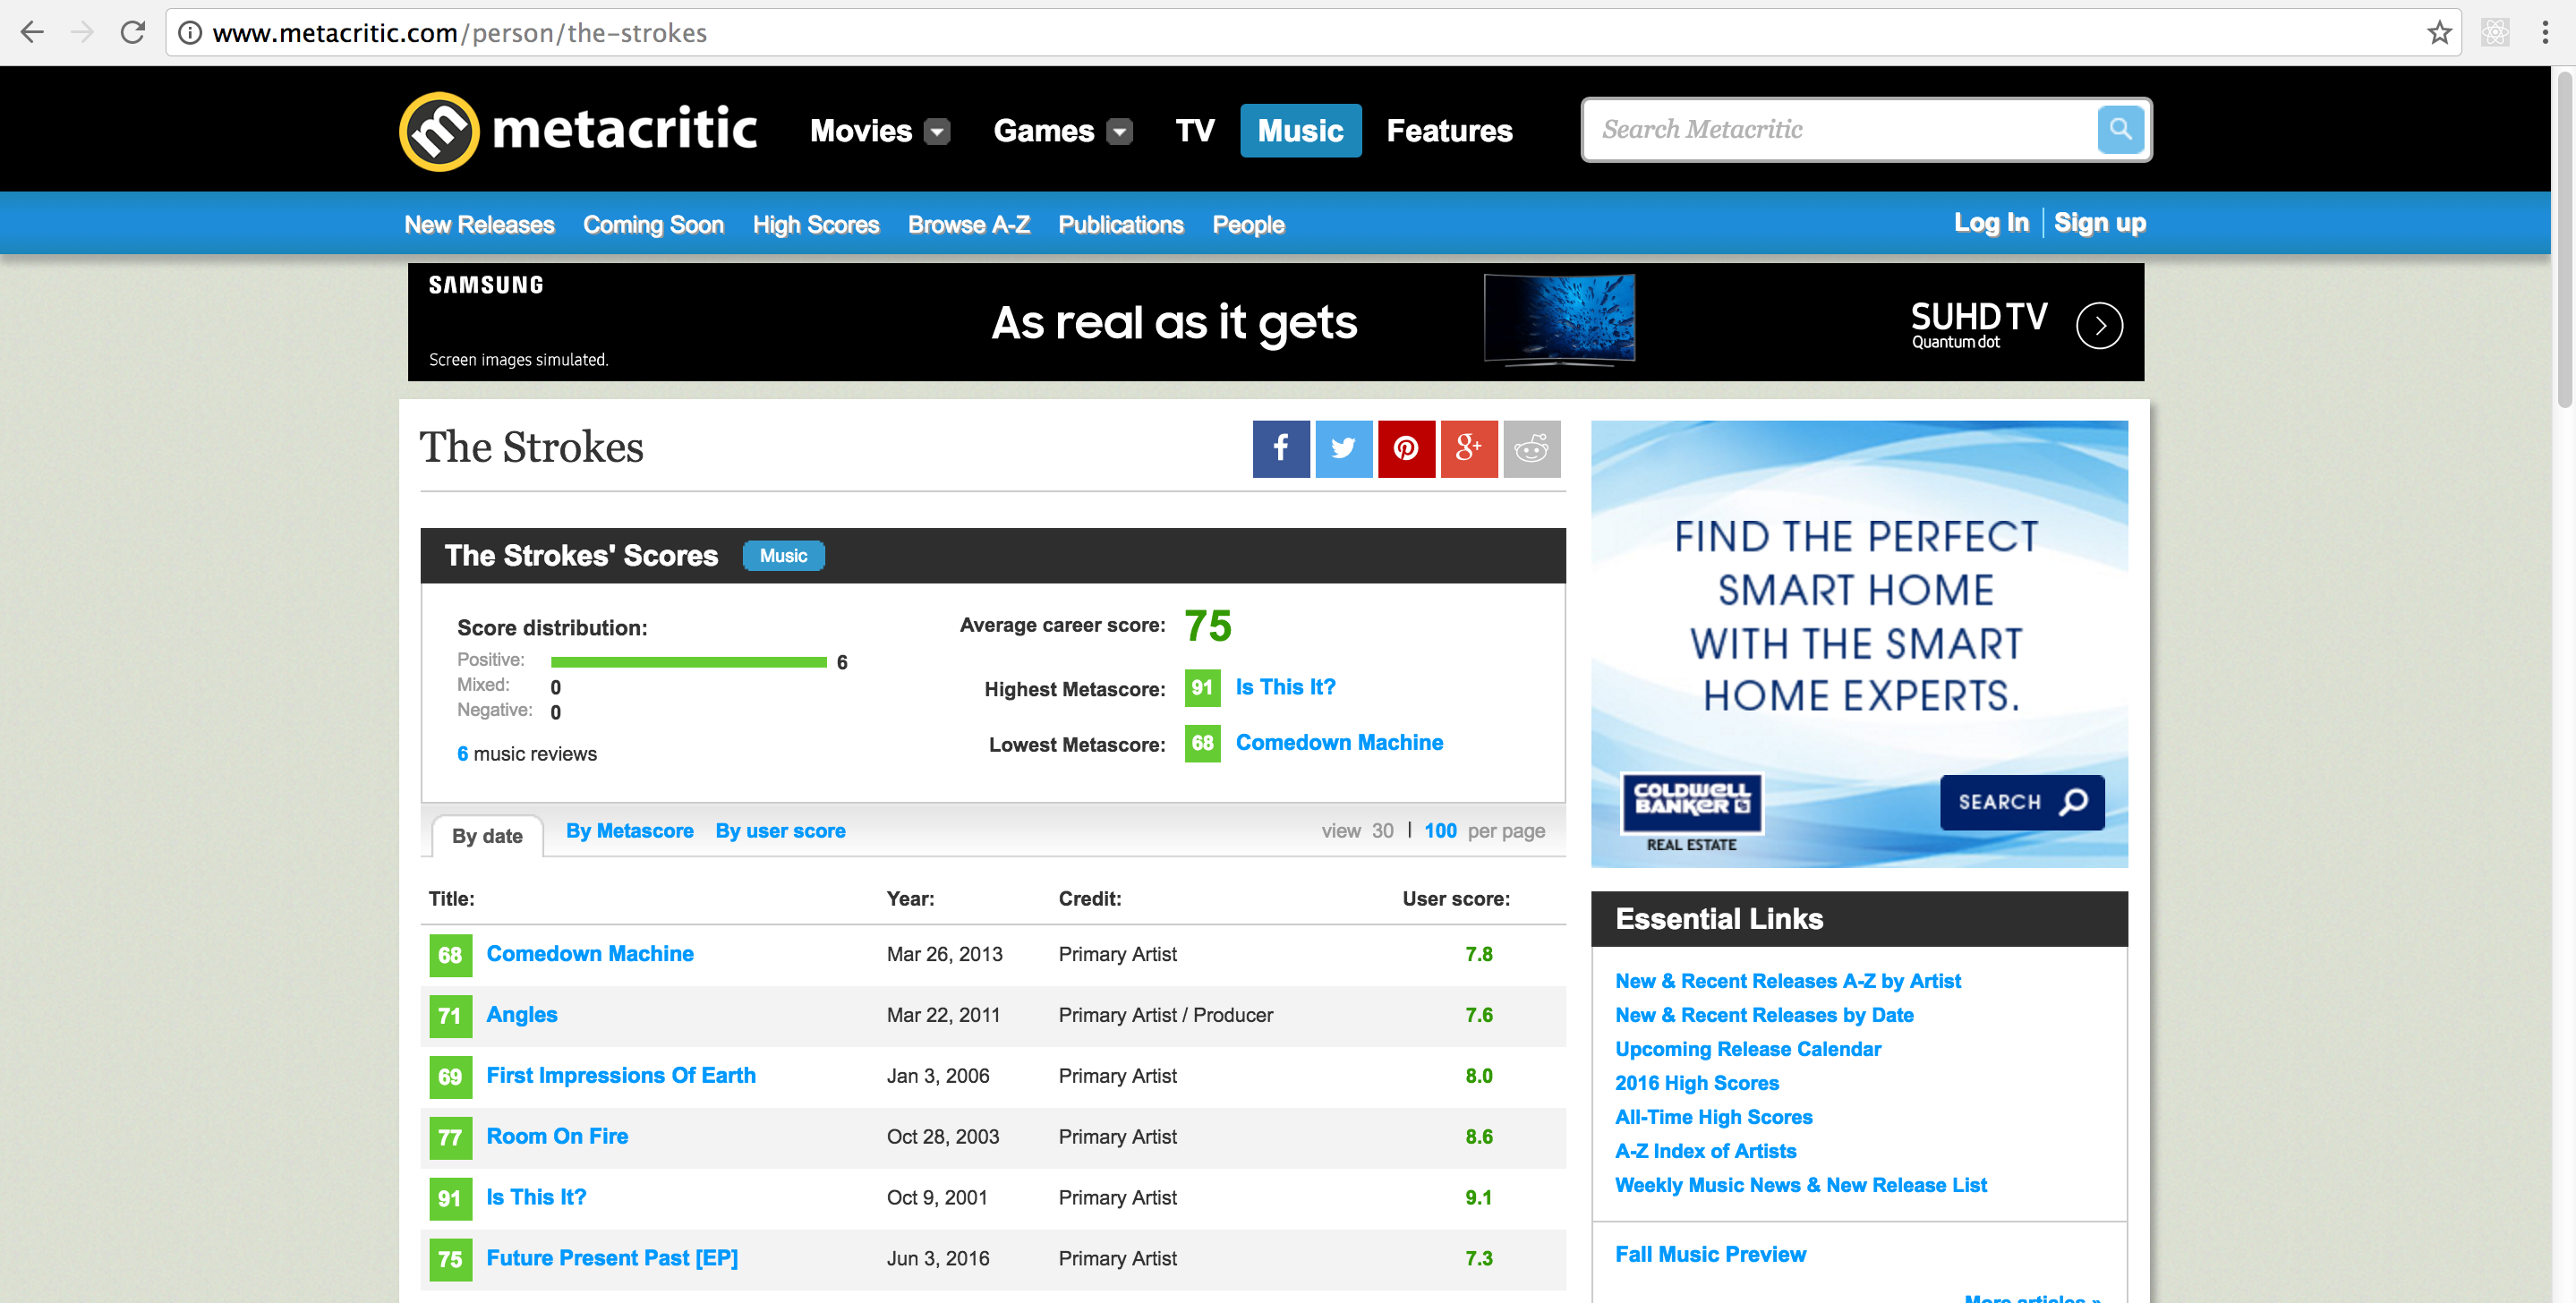 www.metacritic.com/person/the-strokes
metacritic Movies Games TV Music Features Search Metacritic
New Releases Coming Soon High Scores Browse A-Z Publications People Log In Sign up
SAMSUNG
As real as it gets
SUHD TV
Quantum dot
Screen images simulated.
The Strokes
The Strokes' Scores Music
Score distribution:
Positive: 6
Mixed: 0
Negative: 0
6 music reviews
Average career score: 75
Highest Metascore: 91 Is This It?
Lowest Metascore: 68 Comedown Machine
By date By Metascore By user score view 30 | 100 per page
Title: Year: Credit: User score:
68 Comedown Machine Mar 26, 2013 Primary Artist 7.8
71 Angles Mar 22, 2011 Primary Artist / Producer 7.6
69 First Impressions Of Earth Jan 3, 2006 Primary Artist 8.0
77 Room On Fire Oct 28, 2003 Primary Artist 8.6
91 Is This It? Oct 9, 2001 Primary Artist 9.1
75 Future Present Past [EP] Jun 3, 2016 Primary Artist 7.3
FIND THE PERFECT
SMART HOME
WITH THE SMART
HOME EXPERTS.
COLDWELL
BANKER
REAL ESTATE
SEARCH
Essential Links
New & Recent Releases A-Z by Artist
New & Recent Releases by Date
Upcoming Release Calendar
2016 High Scores
All-Time High Scores
A-Z Index of Artists
Weekly Music News & New Release List
Fall Music Preview
More articles »